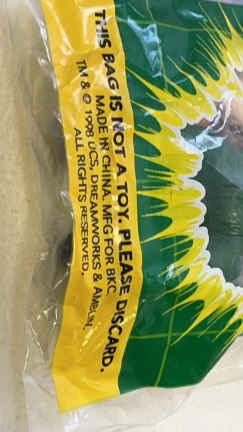 THIS BAG IS NOT A TOY. PLEASE DISCARD.
MADE IN CHINA. MFG FOR BKC
TM & © 1998 UCS, DREAMWORKS & AMBLIN.
ALL RIGHTS RESERVED.